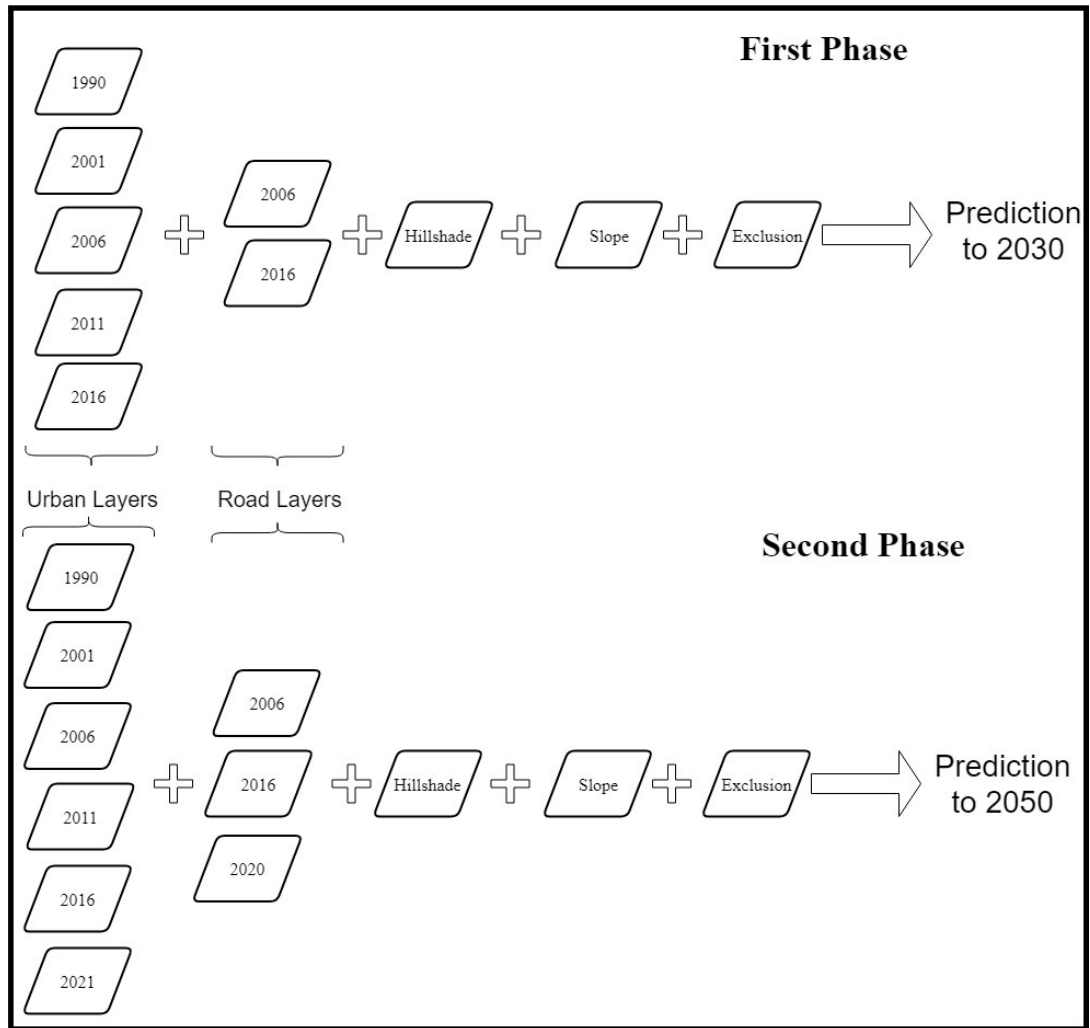 First Phase
1990
2001
2006
2011
2016
2006
2016
Hillshade
Slope
Exclusion
Prediction
to 2030
Urban Layers
Road Layers
Second Phase
1990
2001
2006
2011
2016
2021
2006
2016
2020
Hillshade
Slope
Exclusion
Prediction
to 2050